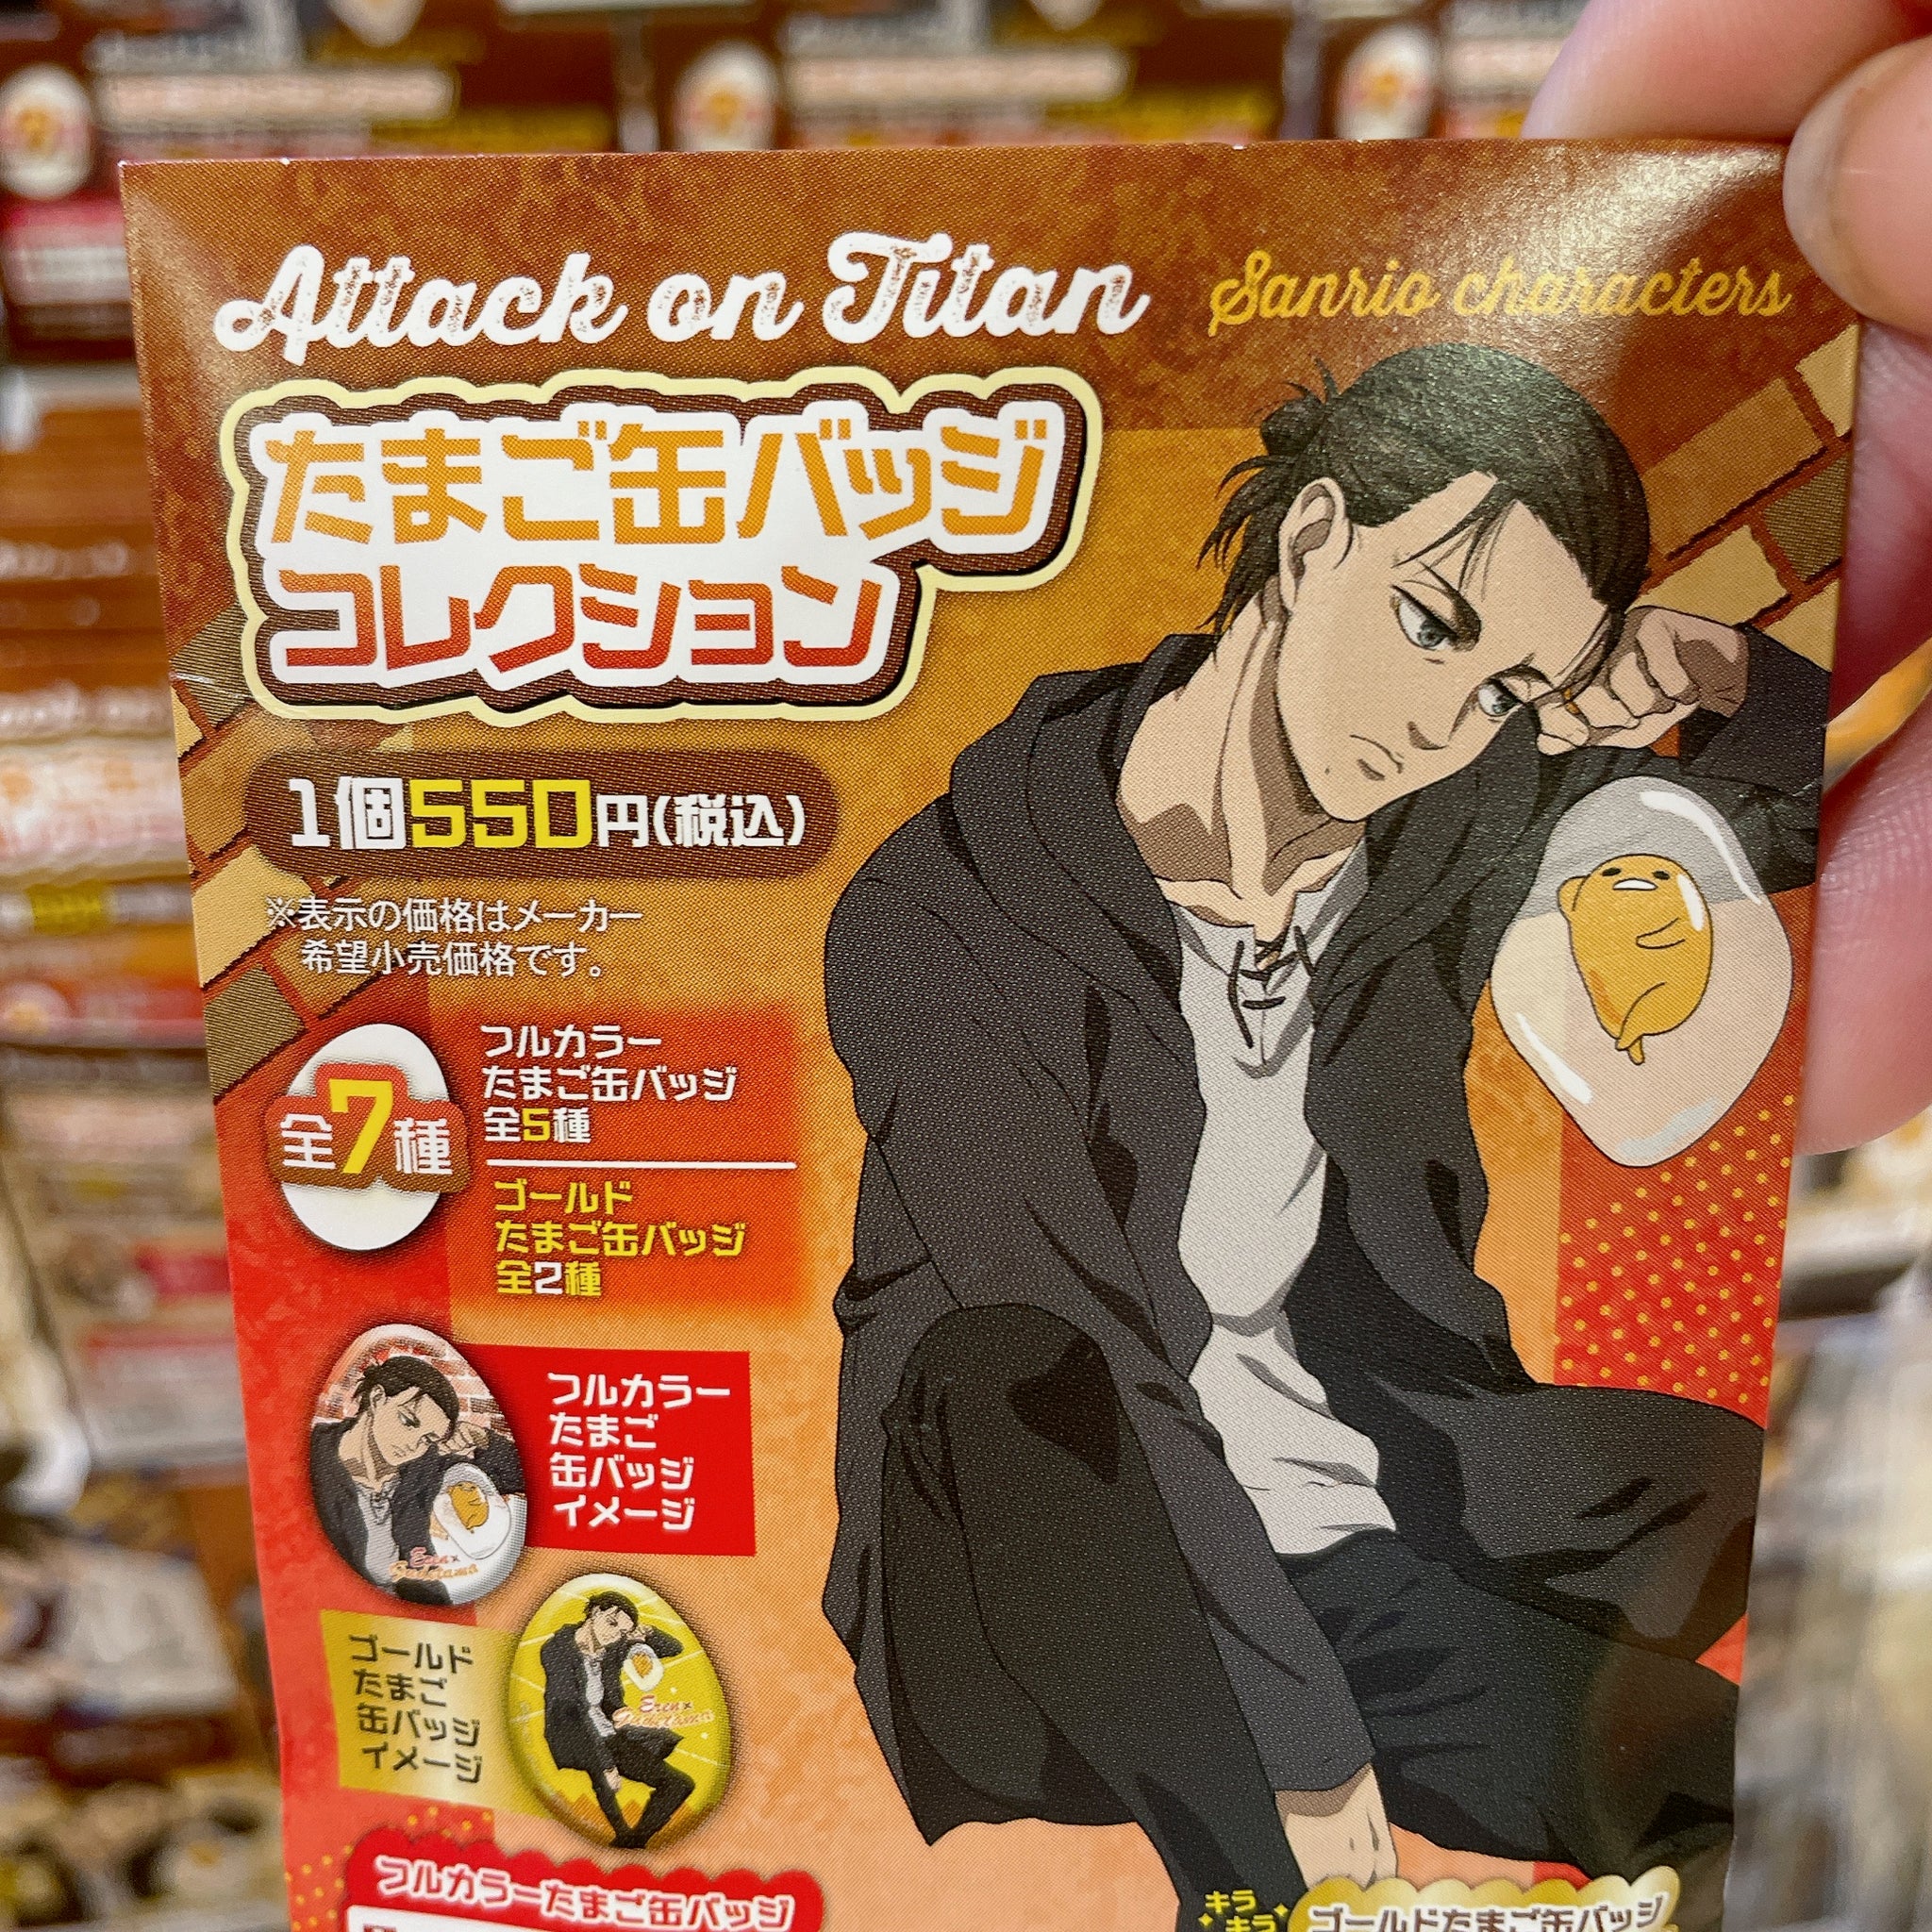 Attack on Titan
Sanrio characters
たまご缶バッジ
コレクション
1個550円(税込)
※表示の価格はメーカー
希望小売価格です。
全7種
フルカラー
たまご缶バッジ
全5種
ゴールド
たまご缶バッジ
全2種
フルカラー
たまご
缶バッジ
イメージ
Eren×
Gudetama
ゴールド
たまご
缶バッジ
イメージ
Eren×
Gudetama
フルカラーたまご缶バッジ
キラ
キラ
ゴールドたまご缶バッジ